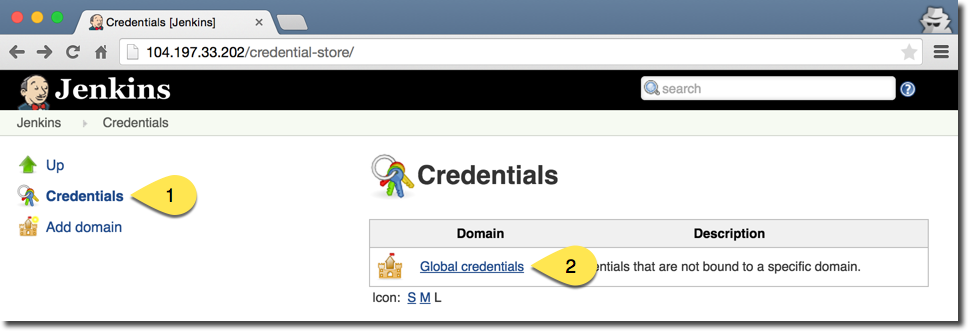 Credentials [Jenkins]
104.197.33.202/credential-store/
Jenkins
search
?
Jenkins Credentials
Up
Credentials
1
Add domain
Credentials
Domain Description
Global credentials
2
entials that are not bound to a specific domain.
Icon: S M L